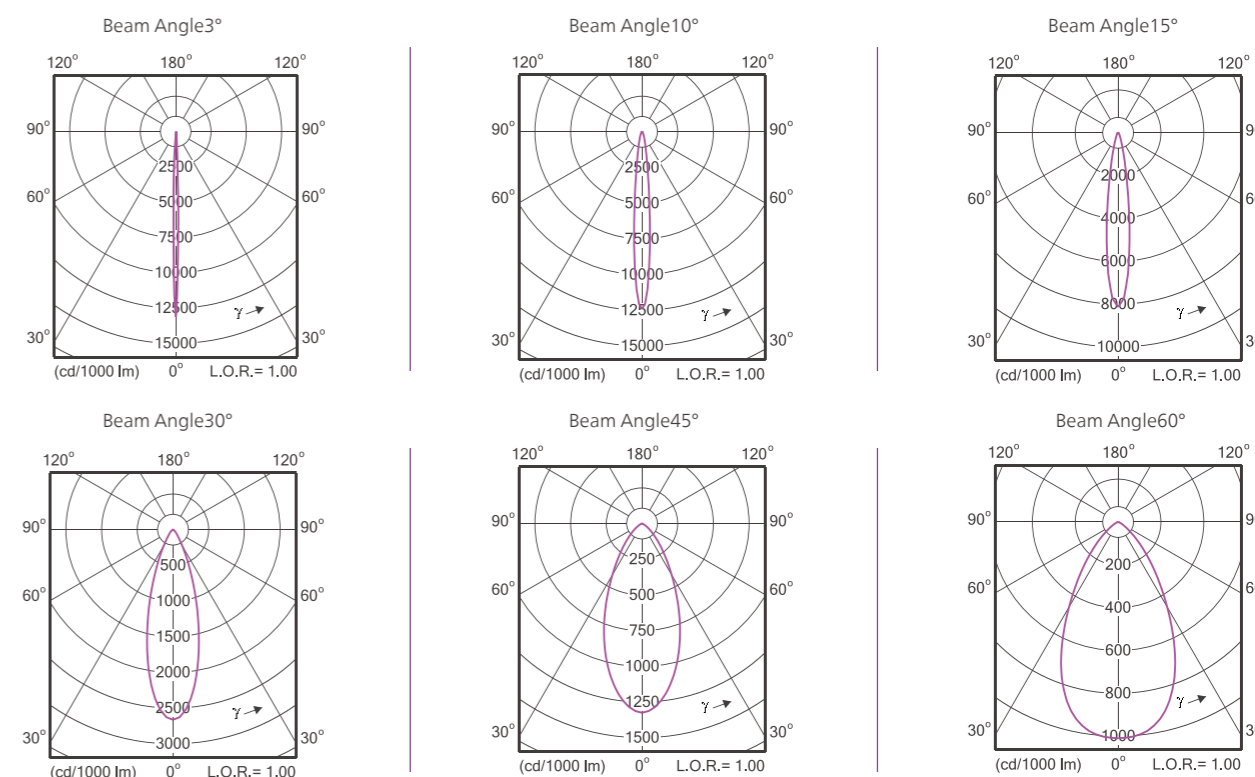 Beam Angle3°
120° 180° 120°
90° 90°
2500
60° 5000 60°
7500
10000
12500 γ
30° 15000 30°
(cd/1000 lm) 0° L.O.R.= 1.00
Beam Angle10°
120° 180° 120°
90° 90°
2500
60° 5000 60°
7500
10000
12500 γ
30° 15000 30°
(cd/1000 lm) 0° L.O.R.= 1.00
Beam Angle15°
120° 180° 120°
90° 9
2000
60° 4000 6
6000
8000 γ
30° 10000 3
(cd/1000 lm) 0° L.O.R.= 1.00
Beam Angle30°
120° 180° 120°
90° 90°
500
60° 1000 60°
1500
2000
2500 γ
30° 3000 30°
(cd/1000 lm) 0° L.O.R.= 1.00
Beam Angle45°
120° 180° 120°
90° 90°
250
60° 500 60°
750
1000
1250 γ
30° 1500 30°
(cd/1000 lm) 0° L.O.R.= 1.00
Beam Angle60°
120° 180° 120°
90° 9
200
60° 400 6
600
800 γ
30° 1000 3
(cd/1000 lm) 0° L.O.R.= 1.00